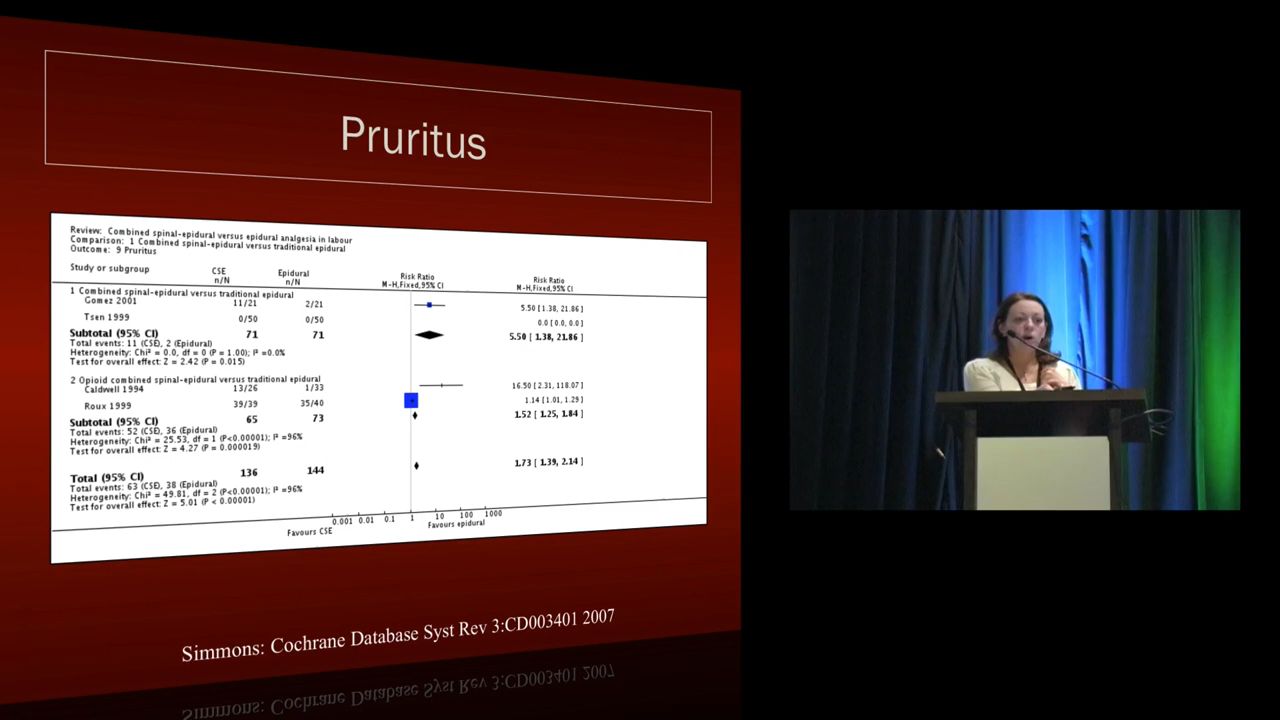 Pruritus
Review: Combined spinal-epidural versus epidural analgesia in labour
Comparison: 1 Combined spinal-epidural versus traditional epidural
Outcome: 9 Pruritus
Study or subgroup CSE Epidural Risk Ratio Risk Ratio
n/N n/N M-H,Fixed,95% CI M-H,Fixed,95% CI
1 Combined spinal-epidural versus traditional epidural
Gomez 2001 11/21 2/21 5.50 [1.38, 21.86]
Tsen 1999 0/50 0/50 0.0 [0.0, 0.0]
Subtotal (95% CI) 71 71 5.50 [ 1.38, 21.86 ]
Total events: 11 (CSE), 2 (Epidural)
Heterogeneity: Chi² = 0.0, df = 0 (P = 1.00); I² =0.0%
Test for overall effect: Z = 2.42 (P = 0.015)
2 Opioid combined spinal-epidural versus traditional epidural
Caldwell 1994 13/26 1/33 16.50 [2.31, 118.07]
Roux 1999 39/39 35/40 1.14 [1.01, 1.29]
Subtotal (95% CI) 65 73 1.52 [ 1.25, 1.84 ]
Total events: 52 (CSE), 36 (Epidural)
Heterogeneity: Chi² = 25.53, df = 1 (P<0.00001); I² =96%
Test for overall effect: Z = 4.27 (P = 0.000019)
Total (95% CI) 136 144 1.73 [ 1.39, 2.14 ]
Total events: 63 (CSE), 38 (Epidural)
Heterogeneity: Chi² = 49.81, df = 2 (P<0.00001); I² =96%
Test for overall effect: Z = 5.01 (P < 0.00001)
0.001 0.01 0.1 1 10 100 1000
Favours CSE Favours epidural
Simmons: Cochrane Database Syst Rev 3:CD003401 2007
Simmons: Cochrane Database Syst Rev 3:CD003401 2007